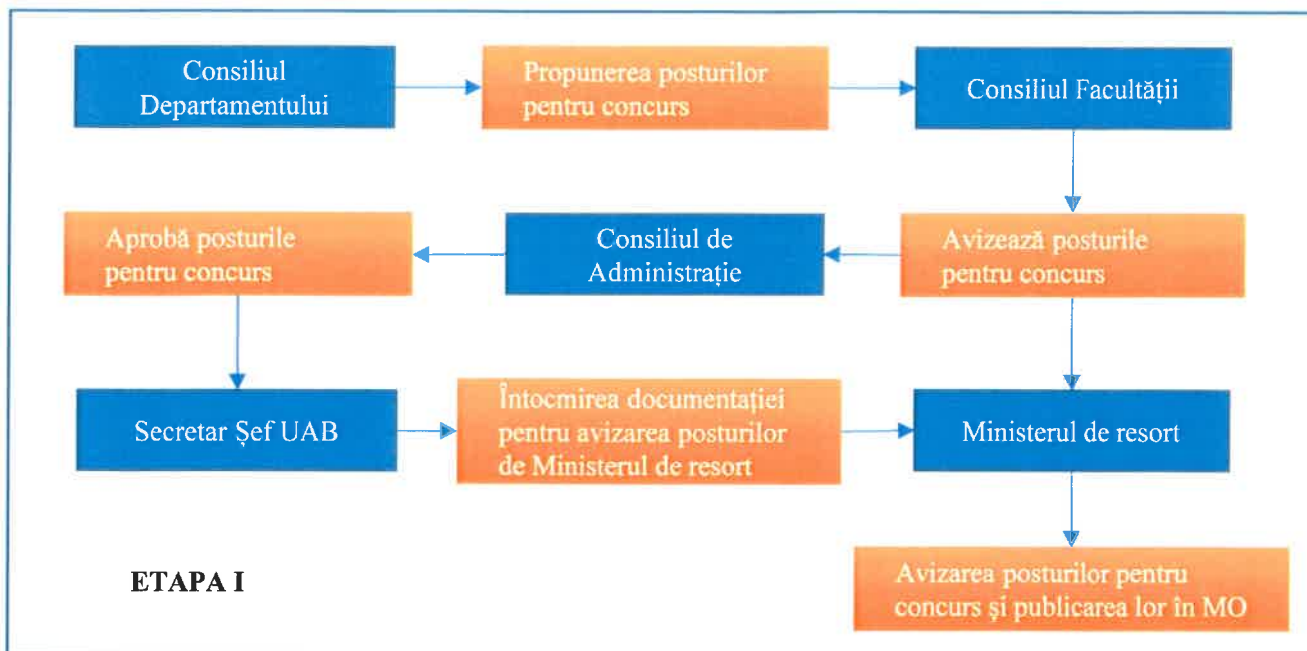 Consiliul
Departamentului
Propunerea posturilor
pentru concurs
Consiliul Facultății
Aprobă posturile
pentru concurs
Consiliul de
Administrație
Avizează posturile
pentru concurs
Secretar Șef UAB
Întocmirea documentației
pentru avizarea posturilor
de Ministerul de resort
Ministerul de resort
ETAPA I
Avizarea posturilor pentru
concurs și publicarea lor în MO